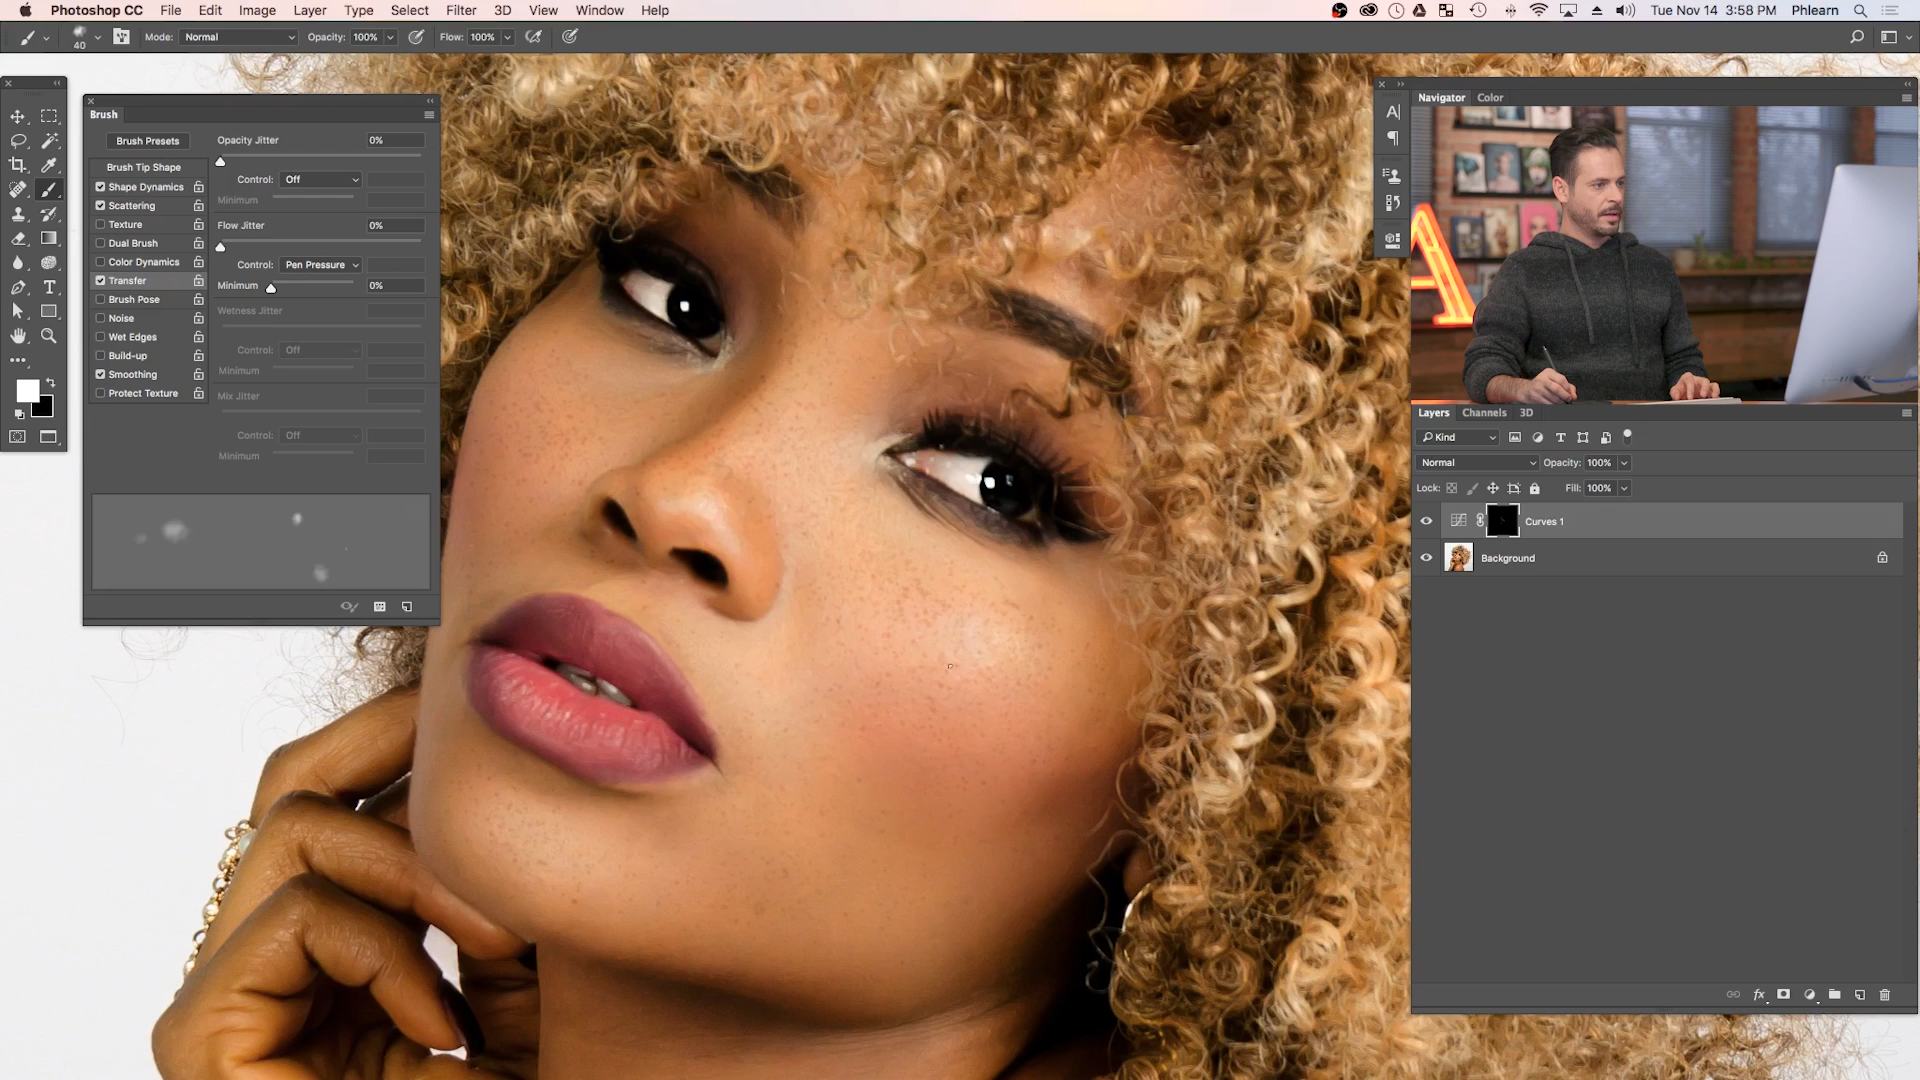 Photoshop CC File Edit Image Layer Type Select Filter 3D View Window Help Tue Nov 14 3:58 PM Phlearn
40 Mode: Normal Opacity: 100% Flow: 100%
Brush
Brush Presets
Brush Tip Shape
Shape Dynamics
Scattering
Texture
Dual Brush
Color Dynamics
Transfer
Brush Pose
Noise
Wet Edges
Build-up
Smoothing
Protect Texture
Opacity Jitter 0%
Control: Off
Minimum
Flow Jitter 0%
Control: Pen Pressure
Minimum 0%
Wetness Jitter
Control: Off
Minimum
Mix Jitter
Control: Off
Minimum
Navigator Color
A
Layers Channels 3D
Kind
Normal Opacity: 100%
Lock: Fill: 100%
Curves 1
Background
fx